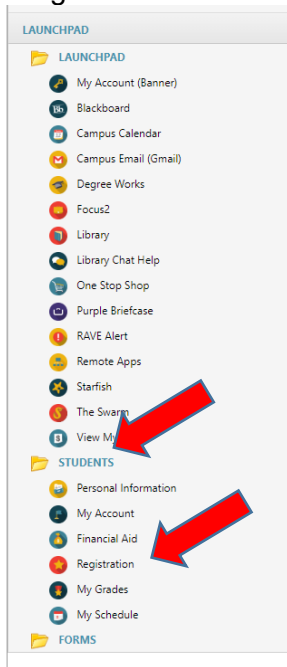 LAUNCHPAD
LAUNCHPAD
My Account (Banner)
Bb Blackboard
Campus Calendar
Campus Email (Gmail)
Degree Works
Focus2
Library
Library Chat Help
One Stop Shop
Purple Briefcase
RAVE Alert
Remote Apps
Starfish
The Swarm
View
STUDENTS
Personal Information
My Account
Financial Aid
Registration
My Grades
My Schedule
FORMS